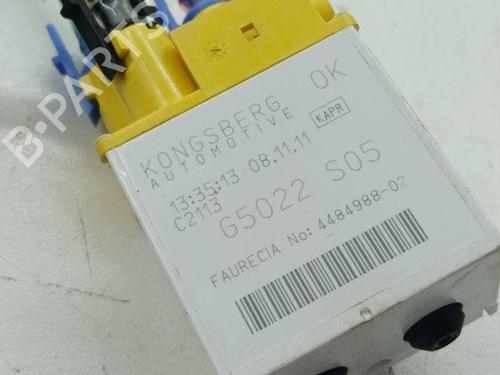 B-PARTS
KONGSBERG OK
AUTOMOTIVE
13:35:13 08.11.11 KAPR
C2113
G5022 S05
FAURECIA No: 4484988-02